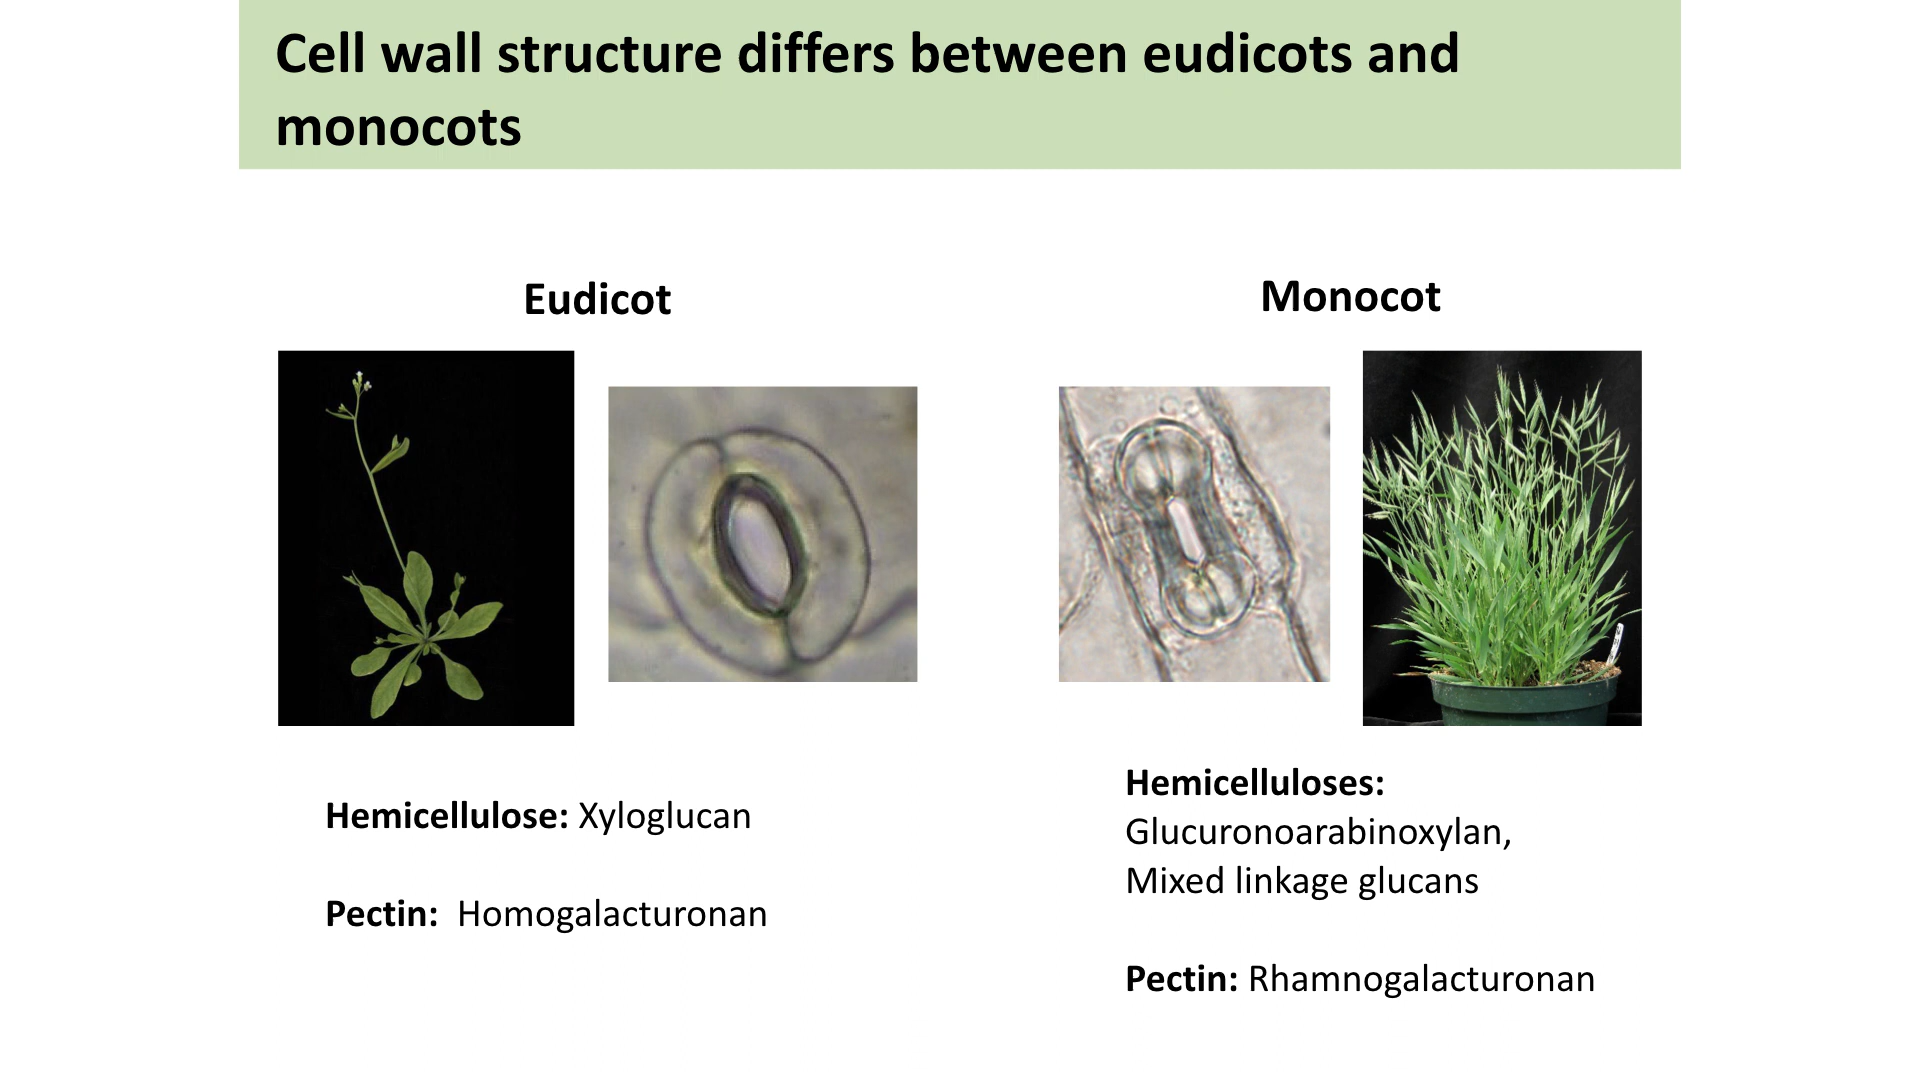 Cell wall structure differs between eudicots and
monocots
Eudicot
Monocot
Hemicellulose: Xyloglucan
Pectin:  Homogalacturonan
Hemicelluloses:
Glucuronoarabinoxylan,
Mixed linkage glucans
Pectin: Rhamnogalacturonan